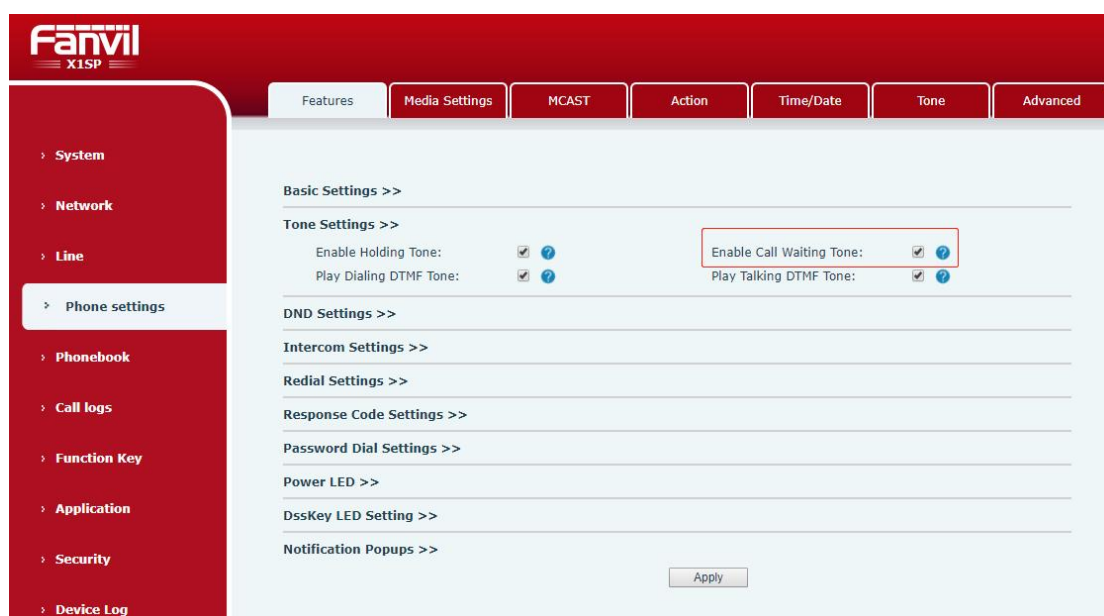 Fanvil
X1SP
Features Media Settings MCAST Action Time/Date Tone Advanced
› System
› Network
› Line
› Phone settings
› Phonebook
› Call logs
› Function Key
› Application
› Security
› Device Log
Basic Settings >>
Tone Settings >>
Enable Holding Tone: ? Enable Call Waiting Tone: ?
Play Dialing DTMF Tone: ? Play Talking DTMF Tone: ?
DND Settings >>
Intercom Settings >>
Redial Settings >>
Response Code Settings >>
Password Dial Settings >>
Power LED >>
DssKey LED Setting >>
Notification Popups >>
Apply